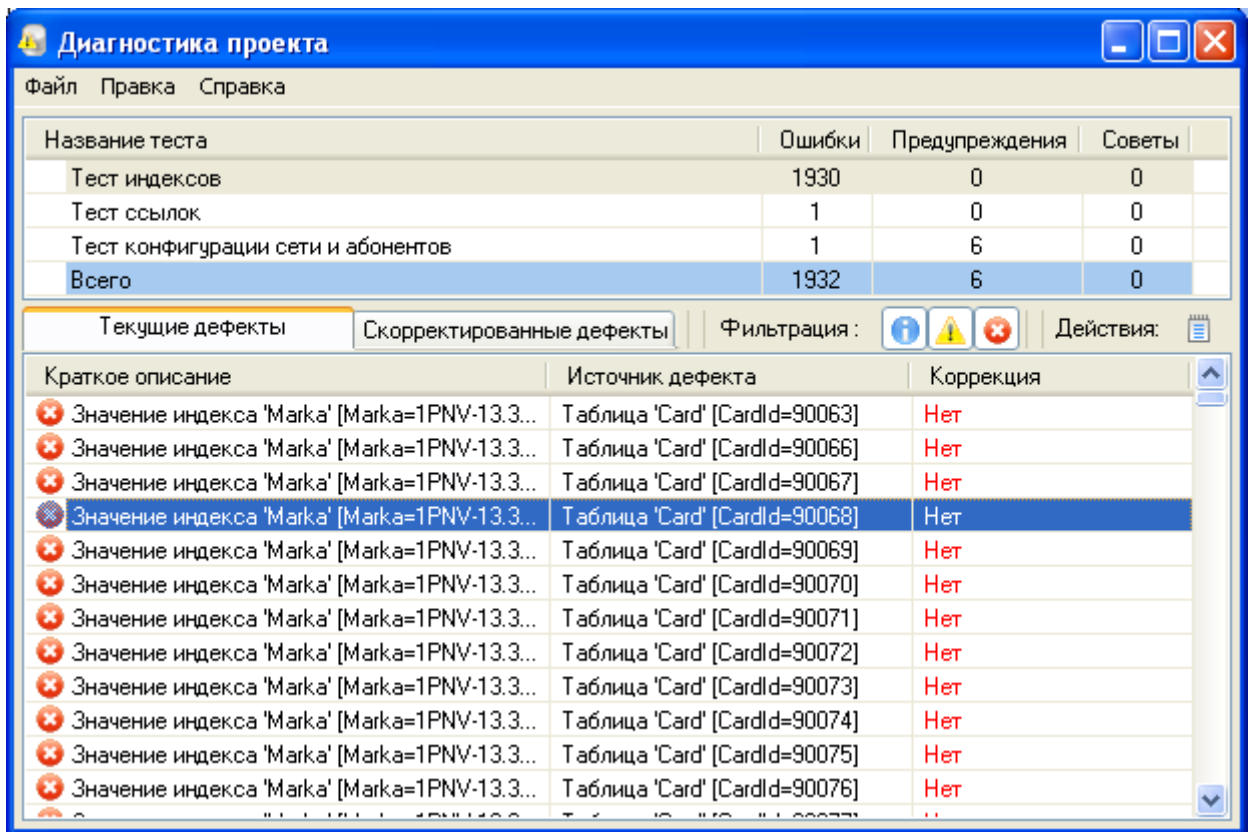 Диагностика проекта
Файл Правка Справка
Название теста Ошибки Предупреждения Советы
Тест индексов 1930 0 0
Тест ссылок 1 0 0
Тест конфигурации сети и абонентов 1 6 0
Всего 1932 6 0
Текущие дефекты Скорректированные дефекты Фильтрация : Действия:
Краткое описание Источник дефекта Коррекция
Значение индекса 'Marka' [Marka=1PNV-13.3... Таблица 'Card' [CardId=90063] Нет
Значение индекса 'Marka' [Marka=1PNV-13.3... Таблица 'Card' [CardId=90066] Нет
Значение индекса 'Marka' [Marka=1PNV-13.3... Таблица 'Card' [CardId=90067] Нет
Значение индекса 'Marka' [Marka=1PNV-13.3... Таблица 'Card' [CardId=90068] Нет
Значение индекса 'Marka' [Marka=1PNV-13.3... Таблица 'Card' [CardId=90069] Нет
Значение индекса 'Marka' [Marka=1PNV-13.3... Таблица 'Card' [CardId=90070] Нет
Значение индекса 'Marka' [Marka=1PNV-13.3... Таблица 'Card' [CardId=90071] Нет
Значение индекса 'Marka' [Marka=1PNV-13.3... Таблица 'Card' [CardId=90072] Нет
Значение индекса 'Marka' [Marka=1PNV-13.3... Таблица 'Card' [CardId=90073] Нет
Значение индекса 'Marka' [Marka=1PNV-13.3... Таблица 'Card' [CardId=90074] Нет
Значение индекса 'Marka' [Marka=1PNV-13.3... Таблица 'Card' [CardId=90075] Нет
Значение индекса 'Marka' [Marka=1PNV-13.3... Таблица 'Card' [CardId=90076] Нет